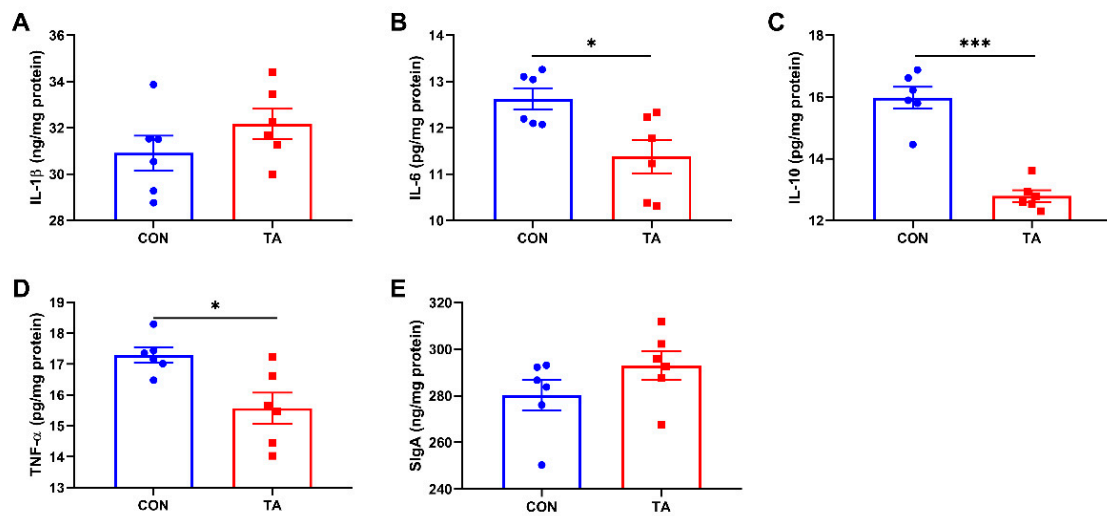 A
IL-1β (ng/mg protein)
36
34
32
30
28
CON
TA
B
IL-6 (pg/mg protein)
14
13
12
11
10
*
CON
TA
C
IL-10 (pg/mg protein)
18
16
14
12
***
CON
TA
D
TNF-α (pg/mg protein)
19
18
17
16
15
14
13
*
CON
TA
E
SIgA (ng/mg protein)
320
300
280
260
240
CON
TA